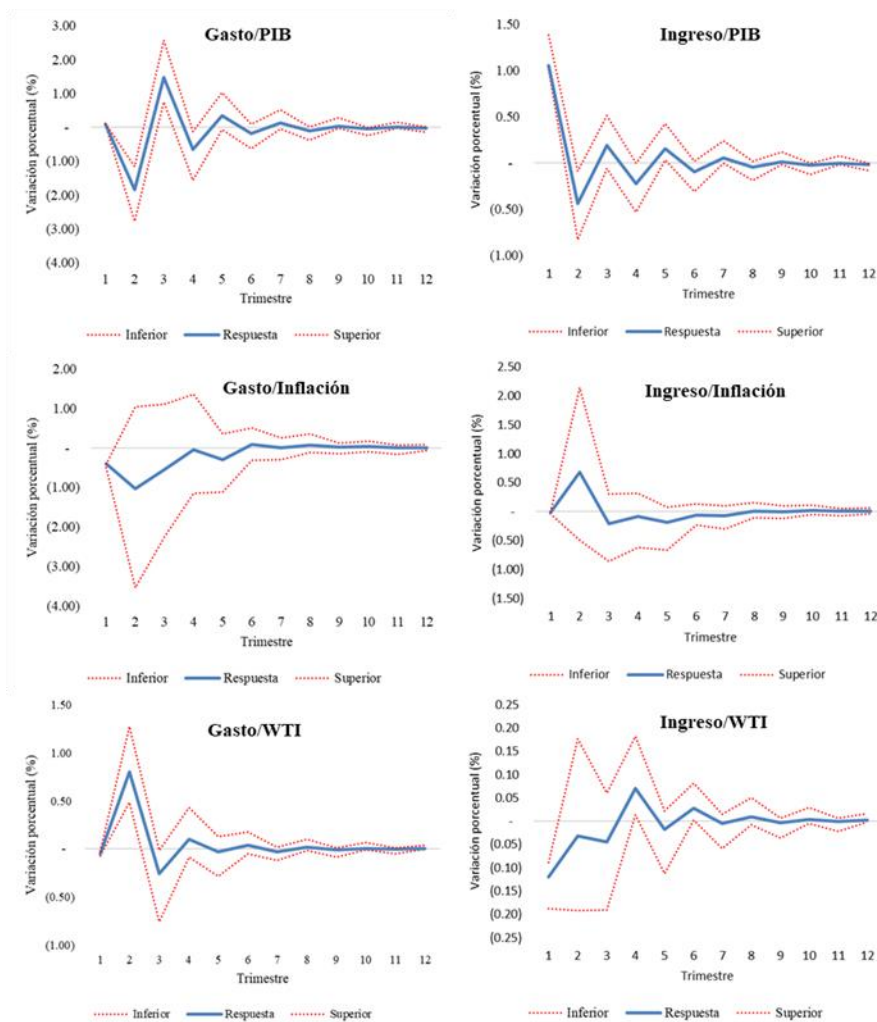 Gasto/PIB
3.00
2.00
1.00
-
(1.00)
(2.00)
(3.00)
(4.00)
Variación porcentual (%)
1 2 3 4 5 6 7 8 9 10 11 12
Trimestre
Inferior Respuesta Superior
Ingreso/PIB
1.50
1.00
0.50
-
(0.50)
(1.00)
Variación porcentual (%)
1 2 3 4 5 6 7 8 9 10 11 12
Trimestre
Inferior Respuesta Superior
Gasto/Inflación
2.00
1.00
-
(1.00)
(2.00)
(3.00)
(4.00)
Variación porcentual (%)
1 2 3 4 5 6 7 8 9 10 11 12
Trimestre
Inferior Respuesta Superior
Ingreso/Inflación
2.50
2.00
1.50
1.00
0.50
-
(0.50)
(1.00)
(1.50)
Variación porcentual (%)
1 2 3 4 5 6 7 8 9 10 11 12
Trimestre
Inferior Respuesta Superior
Gasto/WTI
1.50
1.00
0.50
-
(0.50)
(1.00)
Variación porcentual (%)
1 2 3 4 5 6 7 8 9 10 11 12
Trimestre
Inferior Respuesta Superior
Ingreso/WTI
0.25
0.20
0.15
0.10
0.05
-
(0.05)
(0.10)
(0.15)
(0.20)
(0.25)
Variación porcentual (%)
1 2 3 4 5 6 7 8 9 10 11 12
Trimestre
Inferior Respuesta Superior